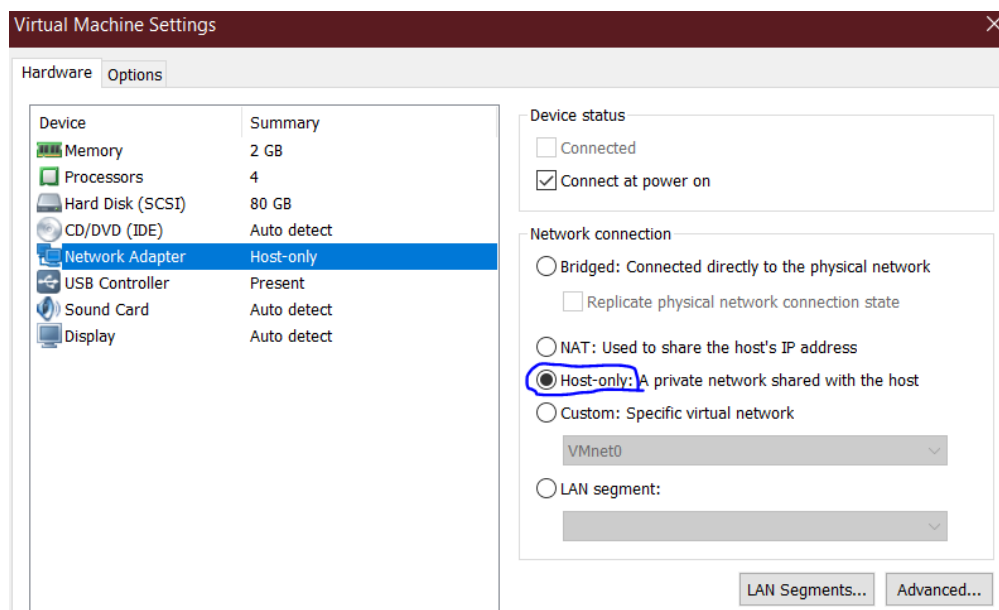 Virtual Machine Settings
Hardware Options
Device Summary
Memory 2 GB
Processors 4
Hard Disk (SCSI) 80 GB
CD/DVD (IDE) Auto detect
Network Adapter Host-only
USB Controller Present
Sound Card Auto detect
Display Auto detect
Device status
Connected
Connect at power on
Network connection
Bridged: Connected directly to the physical network
Replicate physical network connection state
NAT: Used to share the host's IP address
Host-only: A private network shared with the host
Custom: Specific virtual network
VMnet0
LAN segment:
LAN Segments... Advanced...